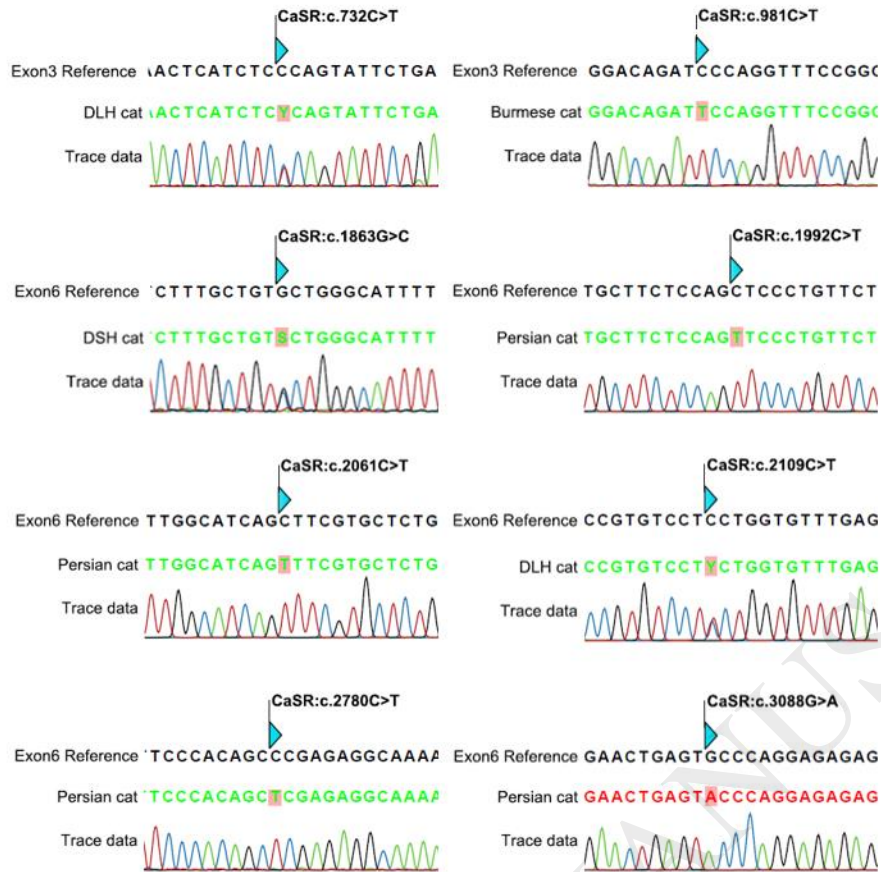 CaSR:c.732C>T
Exon3 Reference ACTCATCTCCCAGTATTCTGA
DLH cat ACTCATCTCYCAGTATTCTGA
Trace data
CaSR:c.981C>T
Exon3 Reference GGACAGATCCCAGGTTTCCGGC
Burmese cat GGACAGATTCCAGGTTTCCGGC
Trace data
CaSR:c.1863G>C
Exon6 Reference CTTTGCTGTGCTGGGCATTTT
DSH cat CTTTGCTGTSCTGGGCATTTT
Trace data
CaSR:c.1992C>T
Exon6 Reference TGCTTCTCCAGCTCCCTGTTCT
Persian cat TGCTTCTCCAGTTCCCTGTTCT
Trace data
CaSR:c.2061C>T
Exon6 Reference TTGGCATCAGCTTCGTGCTCTG
Persian cat TTGGCATCAGTTTCGTGCTCTG
Trace data
CaSR:c.2109C>T
Exon6 Reference CCGTGTCCTCCTGGTGTTTGAG
DLH cat CCGTGTCCTYCTGGTGTTTGAG
Trace data
CaSR:c.2780C>T
Exon6 Reference TCCCACAGCCCGAGAGGCAAAA
Persian cat TCCCACAGCTCGAGAGGCAAAA
Trace data
CaSR:c.3088G>A
Exon6 Reference GAACTGAGTGCCCAGGAGAGAG
Persian cat GAACTGAGTACCCAGGAGAGAG
Trace data